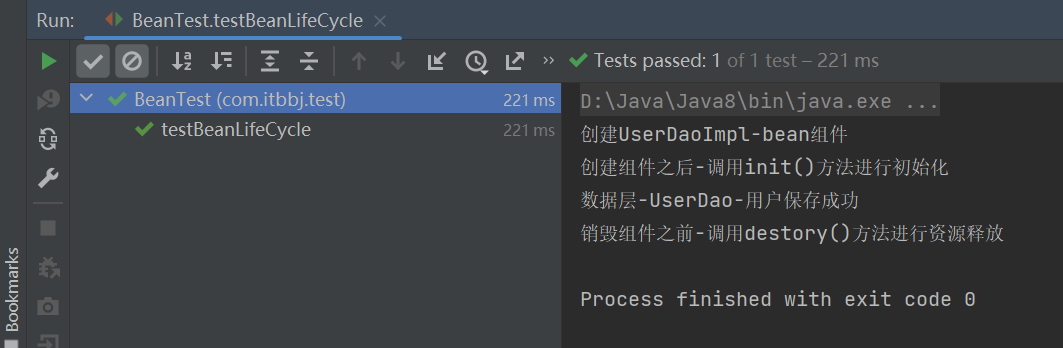 Run: BeanTest.testBeanLifeCycle ×
» Tests passed: 1 of 1 test – 221 ms
BeanTest (com.itbbj.test) 221 ms
testBeanLifeCycle 221 ms
D:\Java\Java8\bin\java.exe ...
创建UserDaoImpl-bean组件
创建组件之后-调用init()方法进行初始化
数据层-UserDao-用户保存成功
销毁组件之前-调用destory()方法进行资源释放
Process finished with exit code 0
Bookmarks